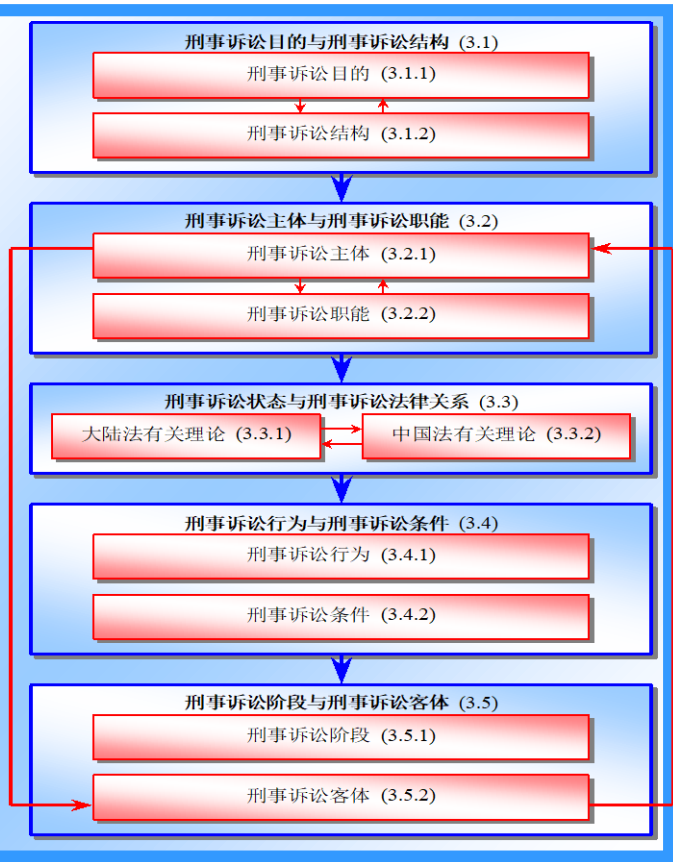 刑事诉讼目的与刑事诉讼结构 (3.1)
刑事诉讼目的 (3.1.1)
刑事诉讼结构 (3.1.2)
刑事诉讼主体与刑事诉讼职能 (3.2)
刑事诉讼主体 (3.2.1)
刑事诉讼职能 (3.2.2)
刑事诉讼状态与刑事诉讼法律关系 (3.3)
大陆法有关理论 (3.3.1)
中国法有关理论 (3.3.2)
刑事诉讼行为与刑事诉讼条件 (3.4)
刑事诉讼行为 (3.4.1)
刑事诉讼条件 (3.4.2)
刑事诉讼阶段与刑事诉讼客体 (3.5)
刑事诉讼阶段 (3.5.1)
刑事诉讼客体 (3.5.2)